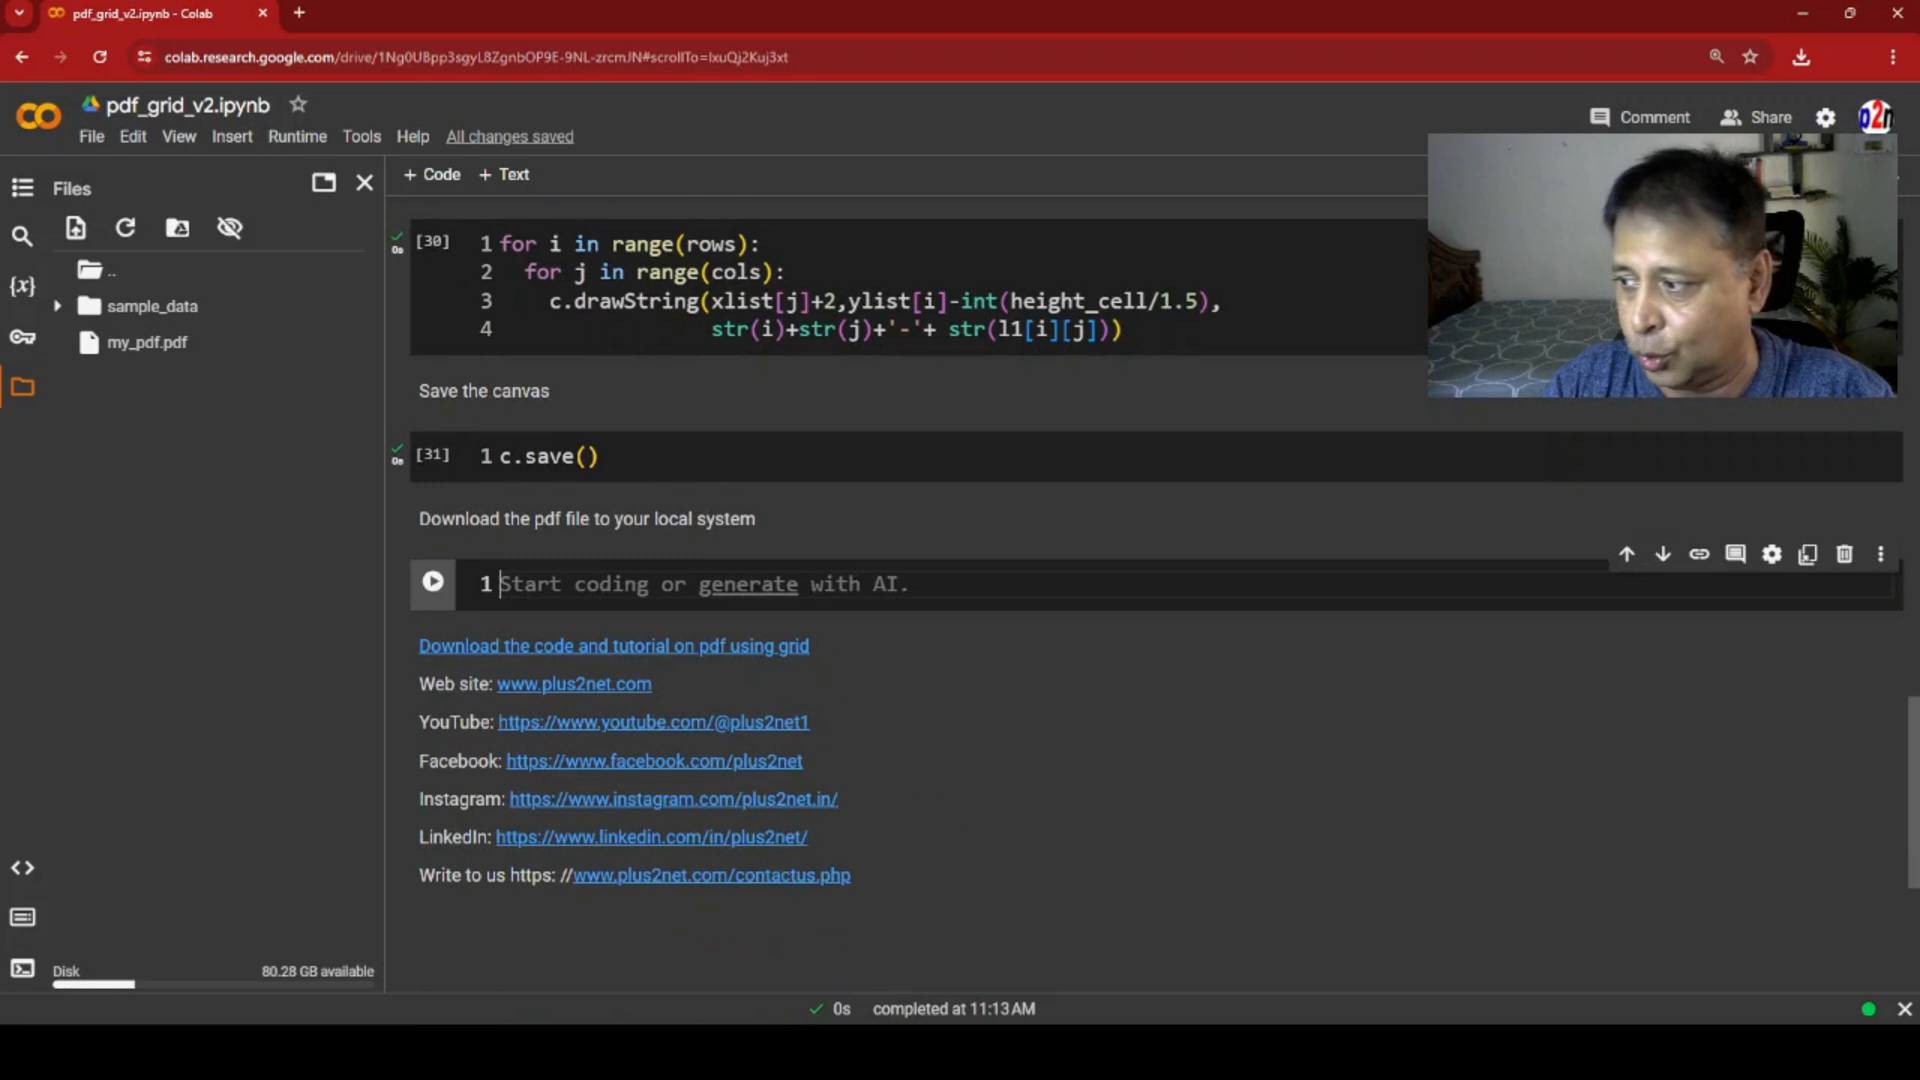 pdf_grid_v2.ipynb - Colab
colab.research.google.com/drive/1Ng0U8pp3sgyL8ZgnbOP9E-9NL-zrcmJN#scrollTo=lxuQj2Kuj3xt
pdf_grid_v2.ipynb
Comment Share
File Edit View Insert Runtime Tools Help All changes saved
Files
+ Code + Text
..
sample_data
my_pdf.pdf
[30] 1 for i in range(rows):
2 for j in range(cols):
3 c.drawString(xlist[j]+2,ylist[i]-int(height_cell/1.5),
4 str(i)+str(j)+'-'+ str(l1[i][j]))
0s
Save the canvas
[31] 1 c.save()
0s
Download the pdf file to your local system
1 Start coding or generate with AI.
Download the code and tutorial on pdf using grid
Web site: www.plus2net.com
YouTube: https://www.youtube.com/@plus2net1
Facebook: https://www.facebook.com/plus2net
Instagram: https://www.instagram.com/plus2net.in/
LinkedIn: https://www.linkedin.com/in/plus2net/
Write to us https: //www.plus2net.com/contactus.php
{x}
Disk 80.28 GB available
0s completed at 11:13 AM